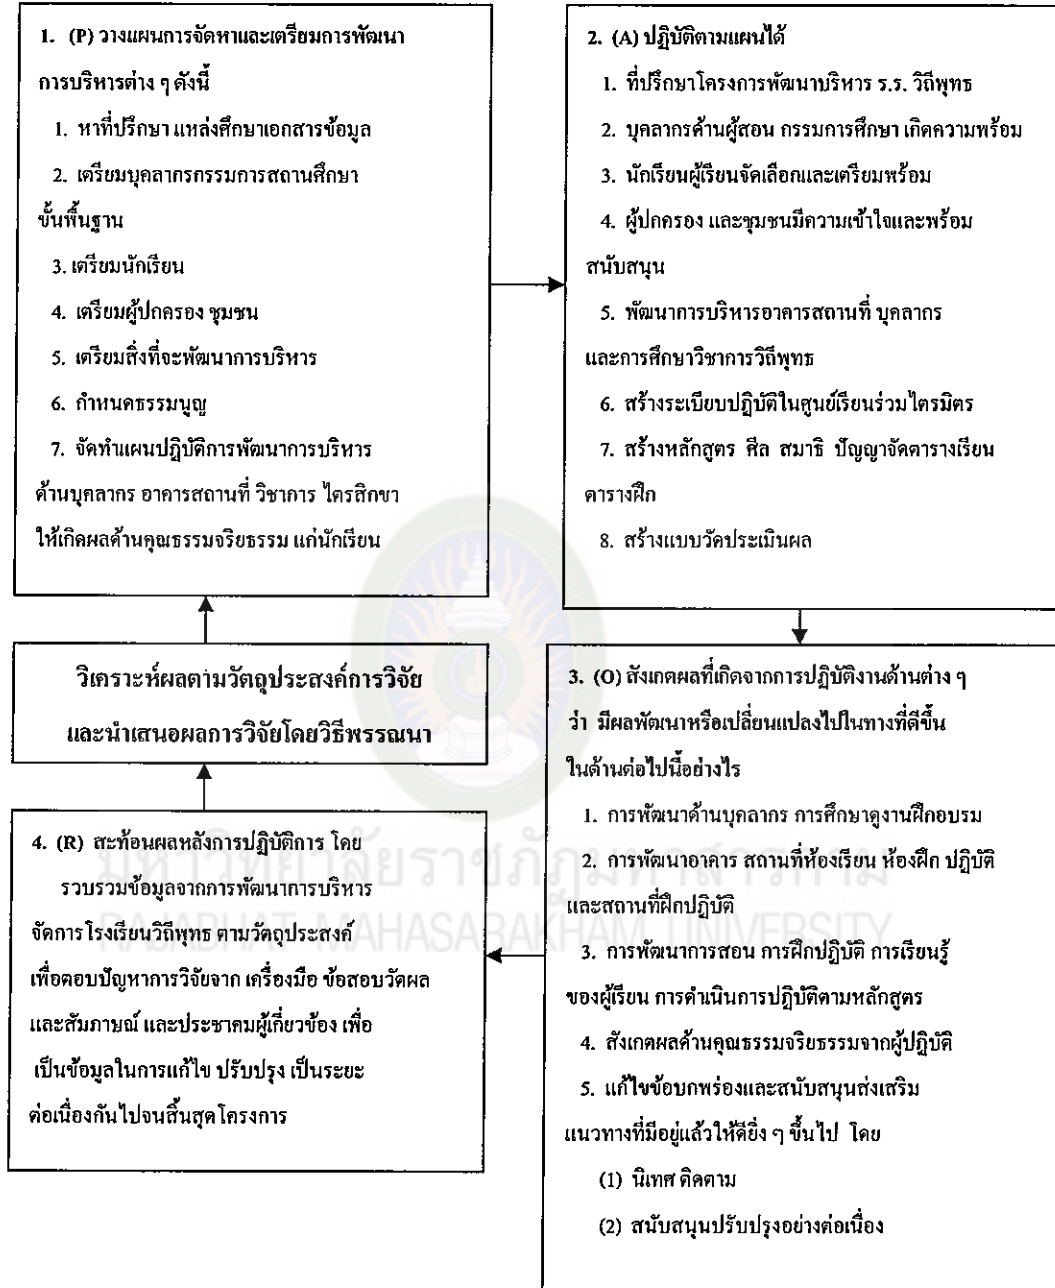 1. (P) วางแผนการจัดหาและเตรียมการพัฒนา
การบริหารต่าง ๆ ดังนี้
1. หาที่ปรึกษา แหล่งศึกษาเอกสารข้อมูล
2. เตรียมบุคลากรกรรมการสถานศึกษา
ขั้นพื้นฐาน
3. เตรียมนักเรียน
4. เตรียมผู้ปกครอง ชุมชน
5. เตรียมสิ่งที่จะพัฒนาการบริหาร
6. กำหนดธรรมนูญ
7. จัดทำแผนปฏิบัติการพัฒนาการบริหาร
ด้านบุคลากร อาคารสถานที่ วิชาการ ไตรสิกขา
ให้เกิดผลด้านคุณธรรมจริยธรรม แก่นักเรียน
2. (A) ปฏิบัติตามแผนได้
1. ที่ปรึกษาโครงการพัฒนาบริหาร ร.ร. วิถีพุทธ
2. บุคลากรด้านผู้สอน กรรมการศึกษา เกิดความพร้อม
3. นักเรียนผู้เรียนจัดเลือกและเตรียมพร้อม
4. ผู้ปกครอง และชุมชนมีความเข้าใจและพร้อม
สนับสนุน
5. พัฒนาการบริหารอาคารสถานที่ บุคลากร
และการศึกษาวิชาการวิถีพุทธ
6. สร้างระเบียบปฏิบัติในศูนย์เรียนร่วมไตรมิตร
7. สร้างหลักสูตร ศีล สมาธิ ปัญญาจัดตารางเรียน
ตารางฝึก
8. สร้างแบบวัดประเมินผล
3. (O) สังเกตผลที่เกิดจากการปฏิบัติงานด้านต่าง ๆ
ว่า มีผลพัฒนาหรือเปลี่ยนแปลงไปในทางที่ดีขึ้น
ในด้านต่อไปนี้อย่างไร
1. การพัฒนาด้านบุคลากร การศึกษาดูงานฝึกอบรม
2. การพัฒนาอาคาร สถานที่ห้องเรียน ห้องฝึก ปฏิบัติ
และสถานที่ฝึกปฏิบัติ
3. การพัฒนาการสอน การฝึกปฏิบัติ การเรียนรู้
ของผู้เรียน การดำเนินการปฏิบัติตามหลักสูตร
4. สังเกตผลด้านคุณธรรมจริยธรรมจากผู้ปฏิบัติ
5. แก้ไขข้อบกพร่องและสนับสนุนส่งเสริม
แนวทางที่มีอยู่แล้วให้ดียิ่ง ๆ ขึ้นไป โดย
(1) นิเทศ ติดตาม
(2) สนับสนุนปรับปรุงอย่างต่อเนื่อง
4. (R) สะท้อนผลหลังการปฏิบัติการ โดย
รวบรวมข้อมูลจากการพัฒนาการบริหาร
จัดการโรงเรียนวิถีพุทธ ตามวัตถุประสงค์
เพื่อตอบปัญหาการวิจัยจาก เครื่องมือ ข้อสอบวัดผล
และสัมภาษณ์ และประชาคมผู้เกี่ยวข้อง เพื่อ
เป็นข้อมูลในการแก้ไข ปรับปรุง เป็นระยะ
ต่อเนื่องกันไปจนสิ้นสุดโครงการ
วิเคราะห์ผลตามวัตถุประสงค์การวิจัย
และนำเสนอผลการวิจัยโดยวิธีพรรณนา
มหาวิทยาลัยราชภัฏมหาสารคาม
RAJABHAT MAHASARAKHAM UNIVERSITY